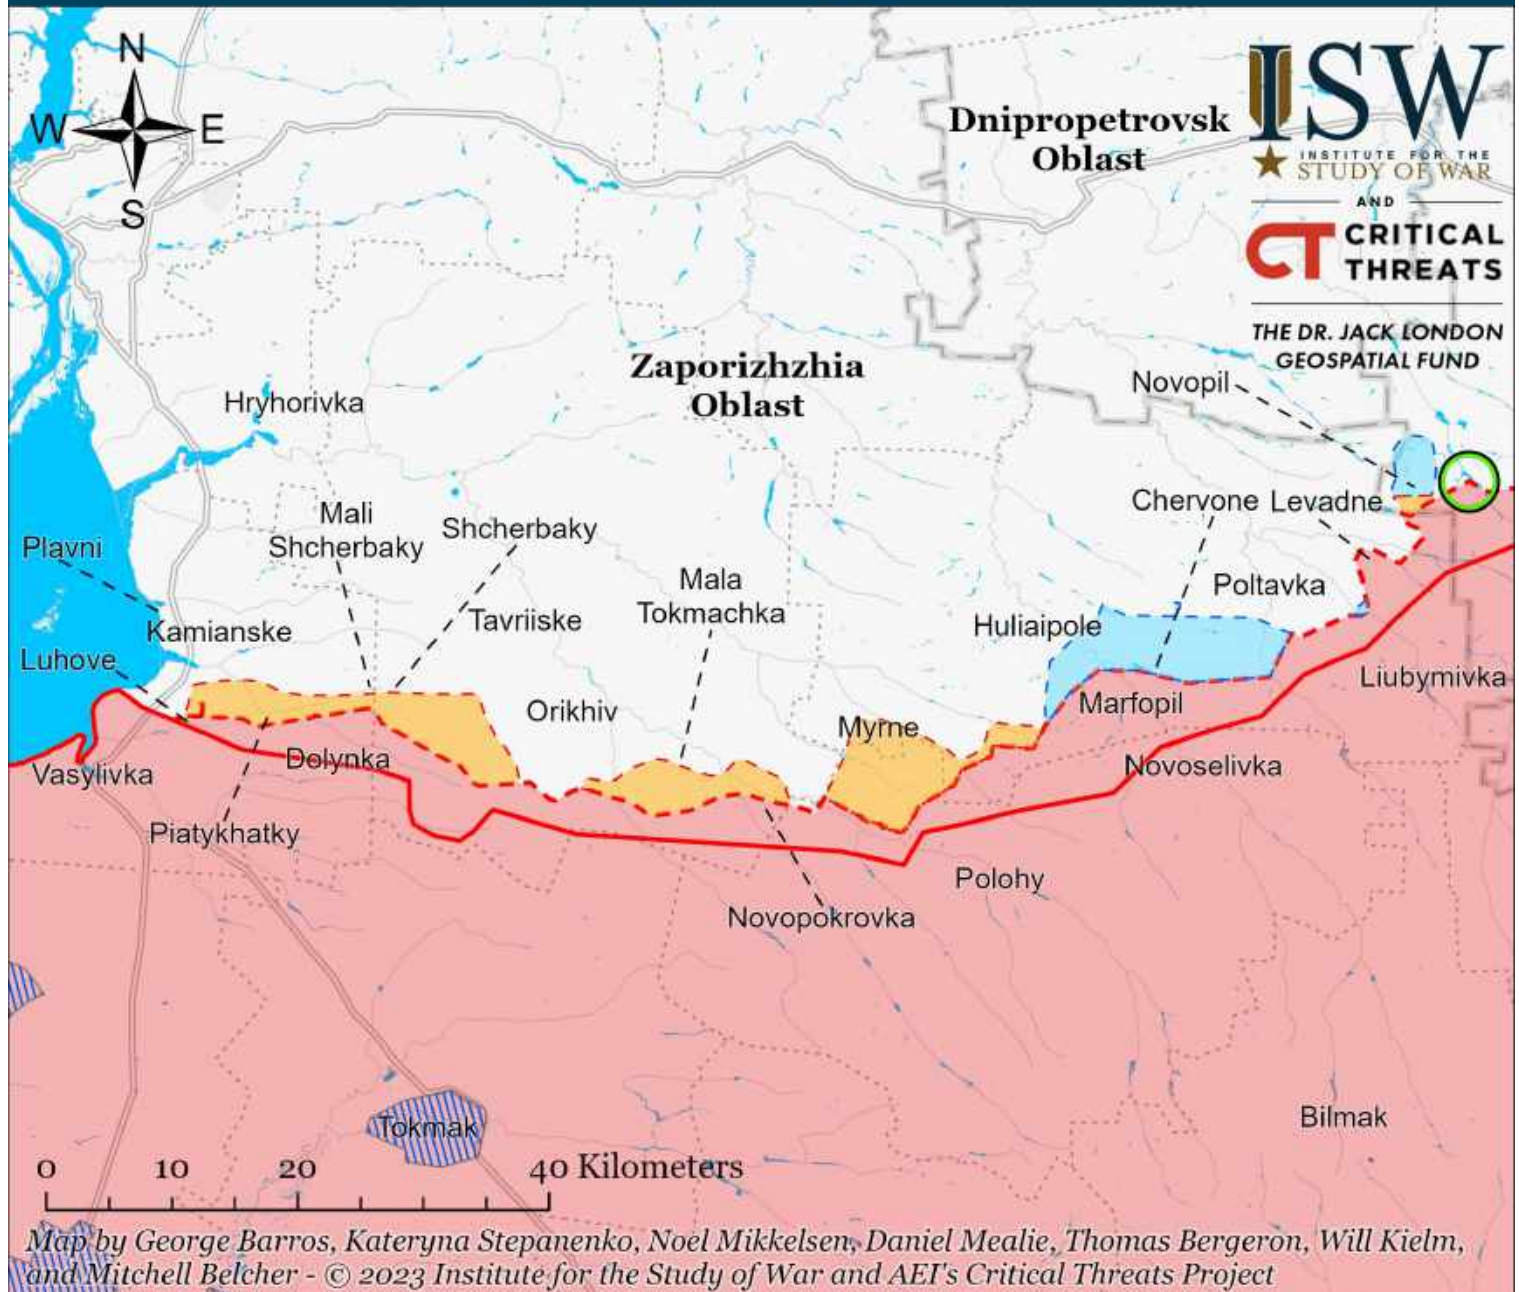 N
W E
S
Dnipropetrovsk
Oblast
ISW
INSTITUTE FOR THE
STUDY OF WAR
AND
CT CRITICAL
THREATS
THE DR. JACK LONDON
GEOSPATIAL FUND
Zaporizhzhia
Oblast
Novopil
Hryhorivka
Chervone
Levadne
Mali
Shcherbaky
Shcherbaky
Plavni
Mala
Tokmachka
Poltavka
Tavriiske
Huliaipole
Kamianske
Luhove
Liubymivka
Marfopil
Orikhiv
Myrne
Dolynka
Novoselivka
Vasylivka
Piatykhatky
Polohy
Novopokrovka
Bilmak
Tokmak
0 10 20 40 Kilometers
Map by George Barros, Kateryna Stepanenko, Noel Mikkelsen, Daniel Mealie, Thomas Bergeron, Will Kielm,
and Mitchell Belcher - © 2023 Institute for the Study of War and AEI's Critical Threats Project